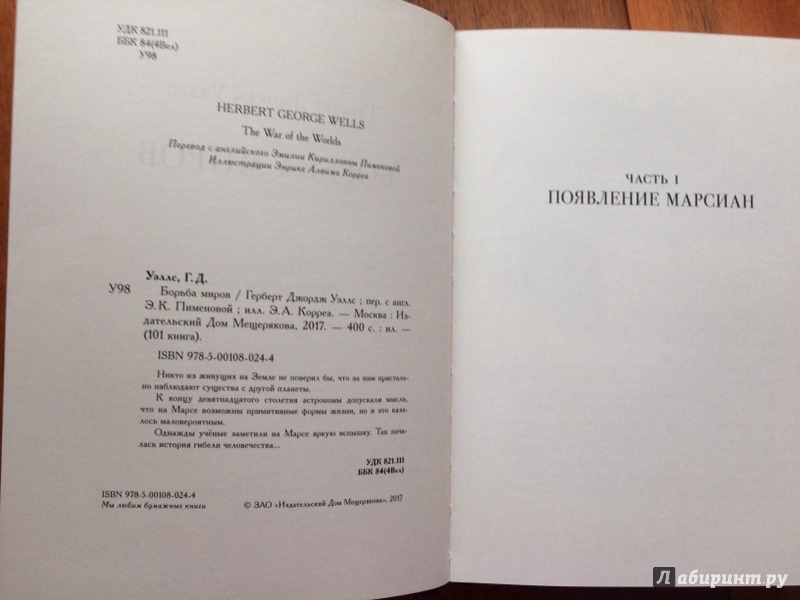 УДК 821.111
ББК 84(4Вел)
У98
HERBERT GEORGE WELLS
The War of the Worlds
Перевод с английского Эмилии Кирилловны Пименовой
Иллюстрации Энрике Алвима Корреа
Уэллс, Г.Д.
У98
Борьба миров / Герберт Джордж Уэллс ; пер. с англ.
Э.К. Пименовой ; илл. Э.А. Корреа. — Москва : Из-
дательский Дом Мещерякова, 2017. — 400 с. : ил. —
(101 книга).
ISBN 978-5-00108-024-4
Никто из живущих на Земле не поверил бы, что за ним присталь-
но наблюдают существа с другой планеты.
К концу девятнадцатого столетия астрономы допускали мысль,
что на Марсе возможны примитивные формы жизни, но и это каза-
лось маловероятным.
Однажды учёные заметили на Марсе яркую вспышку. Так нача-
лась история гибели человечества...
УДК 821.111
ББК 84(4Вел)
ISBN 978-5-00108-024-4
Мы любим бумажные книги
© ЗАО «Издательский Дом Мещерякова», 2017
ЧАСТЬ I
ПОЯВЛЕНИЕ МАРСИАН
Лабиринт.ру